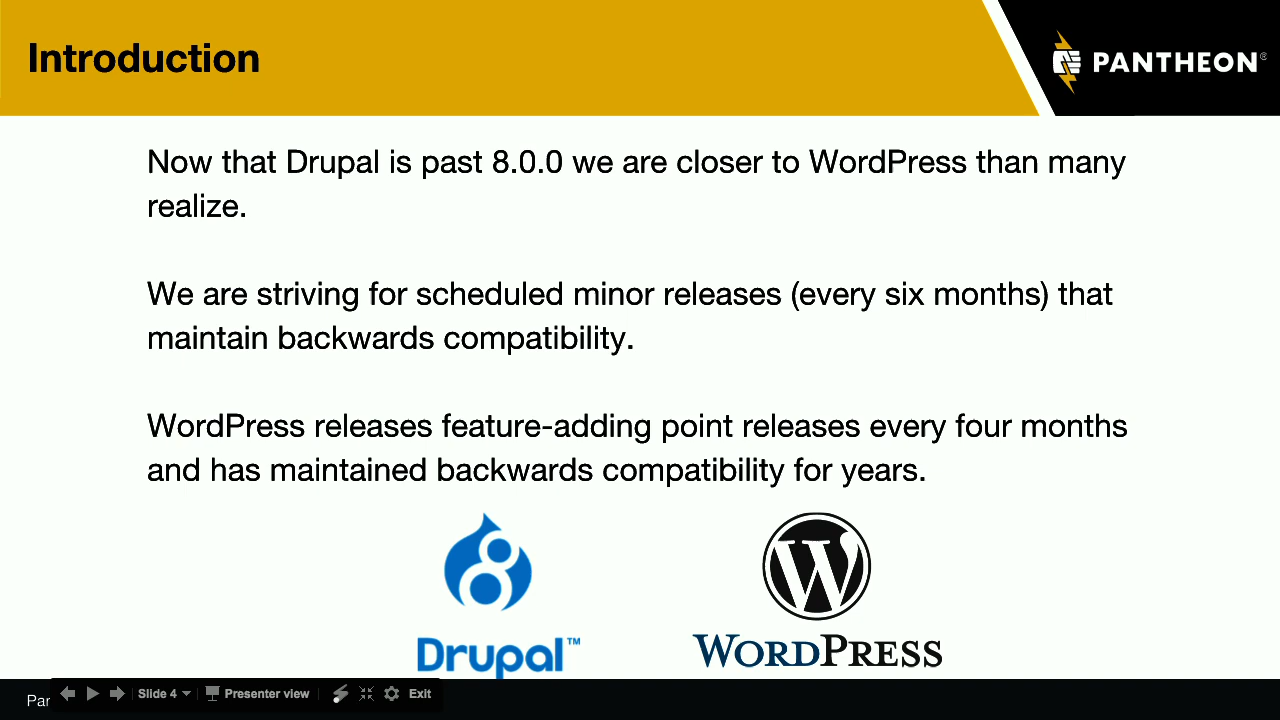 Introduction
PANTHEON®
Now that Drupal is past 8.0.0 we are closer to WordPress than many
realize.
We are striving for scheduled minor releases (every six months) that
maintain backwards compatibility.
WordPress releases feature-adding point releases every four months
and has maintained backwards compatibility for years.
Drupal™
WORDPRESS
Par
Slide 4
Presenter view
Exit